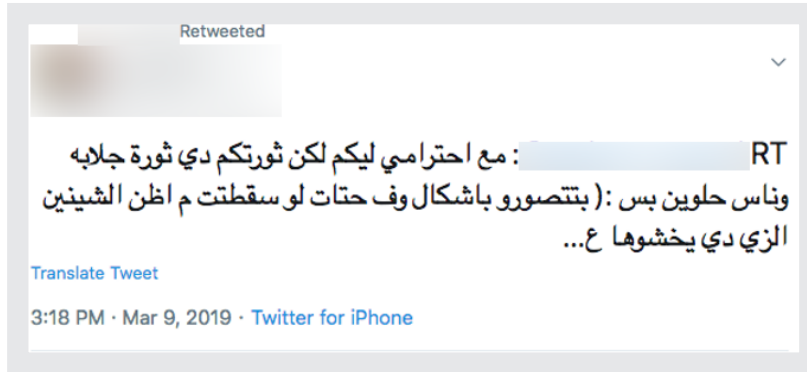 Retweeted
RT : مع احترامي ليكم لكن ثورتكم دي ثورة جلابه
وناس حلوين بس :( بتتصورو باشكال وف حتات لو سقطتت م اظن الشينين
الزي دي يخشوها ع...
Translate Tweet
3:18 PM · Mar 9, 2019 · Twitter for iPhone